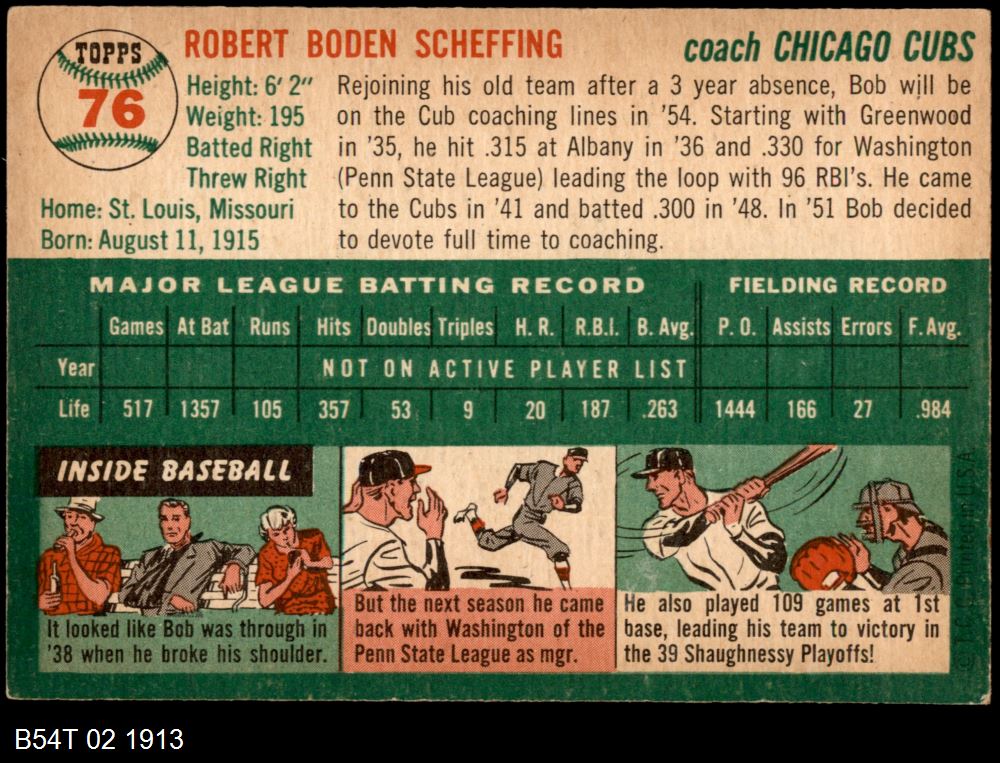 TOPPS
76
ROBERT BODEN SCHEFFING
coach CHICAGO CUBS
Height: 6' 2"
Weight: 195
Batted Right
Threw Right
Home: St. Louis, Missouri
Born: August 11, 1915
Rejoining his old team after a 3 year absence, Bob will be
on the Cub coaching lines in '54. Starting with Greenwood
in '35, he hit .315 at Albany in '36 and .330 for Washington
(Penn State League) leading the loop with 96 RBI's. He came
to the Cubs in '41 and batted .300 in '48. In '51 Bob decided
to devote full time to coaching.
MAJOR LEAGUE BATTING RECORD FIELDING RECORD
Games At Bat Runs Hits Doubles Triples H. R. R.B.I. B. Avg. P. O. Assists Errors F. Avg.
Year NOT ON ACTIVE PLAYER LIST
Life 517 1357 105 357 53 9 20 187 .263 1444 166 27 .984
INSIDE BASEBALL
It looked like Bob was through in
'38 when he broke his shoulder.
But the next season he came
back with Washington of the
Penn State League as mgr.
He also played 109 games at 1st
base, leading his team to victory in
the 39 Shaughnessy Playoffs!
© T.C.G. Printed in U.S.A.
B54T 02 1913